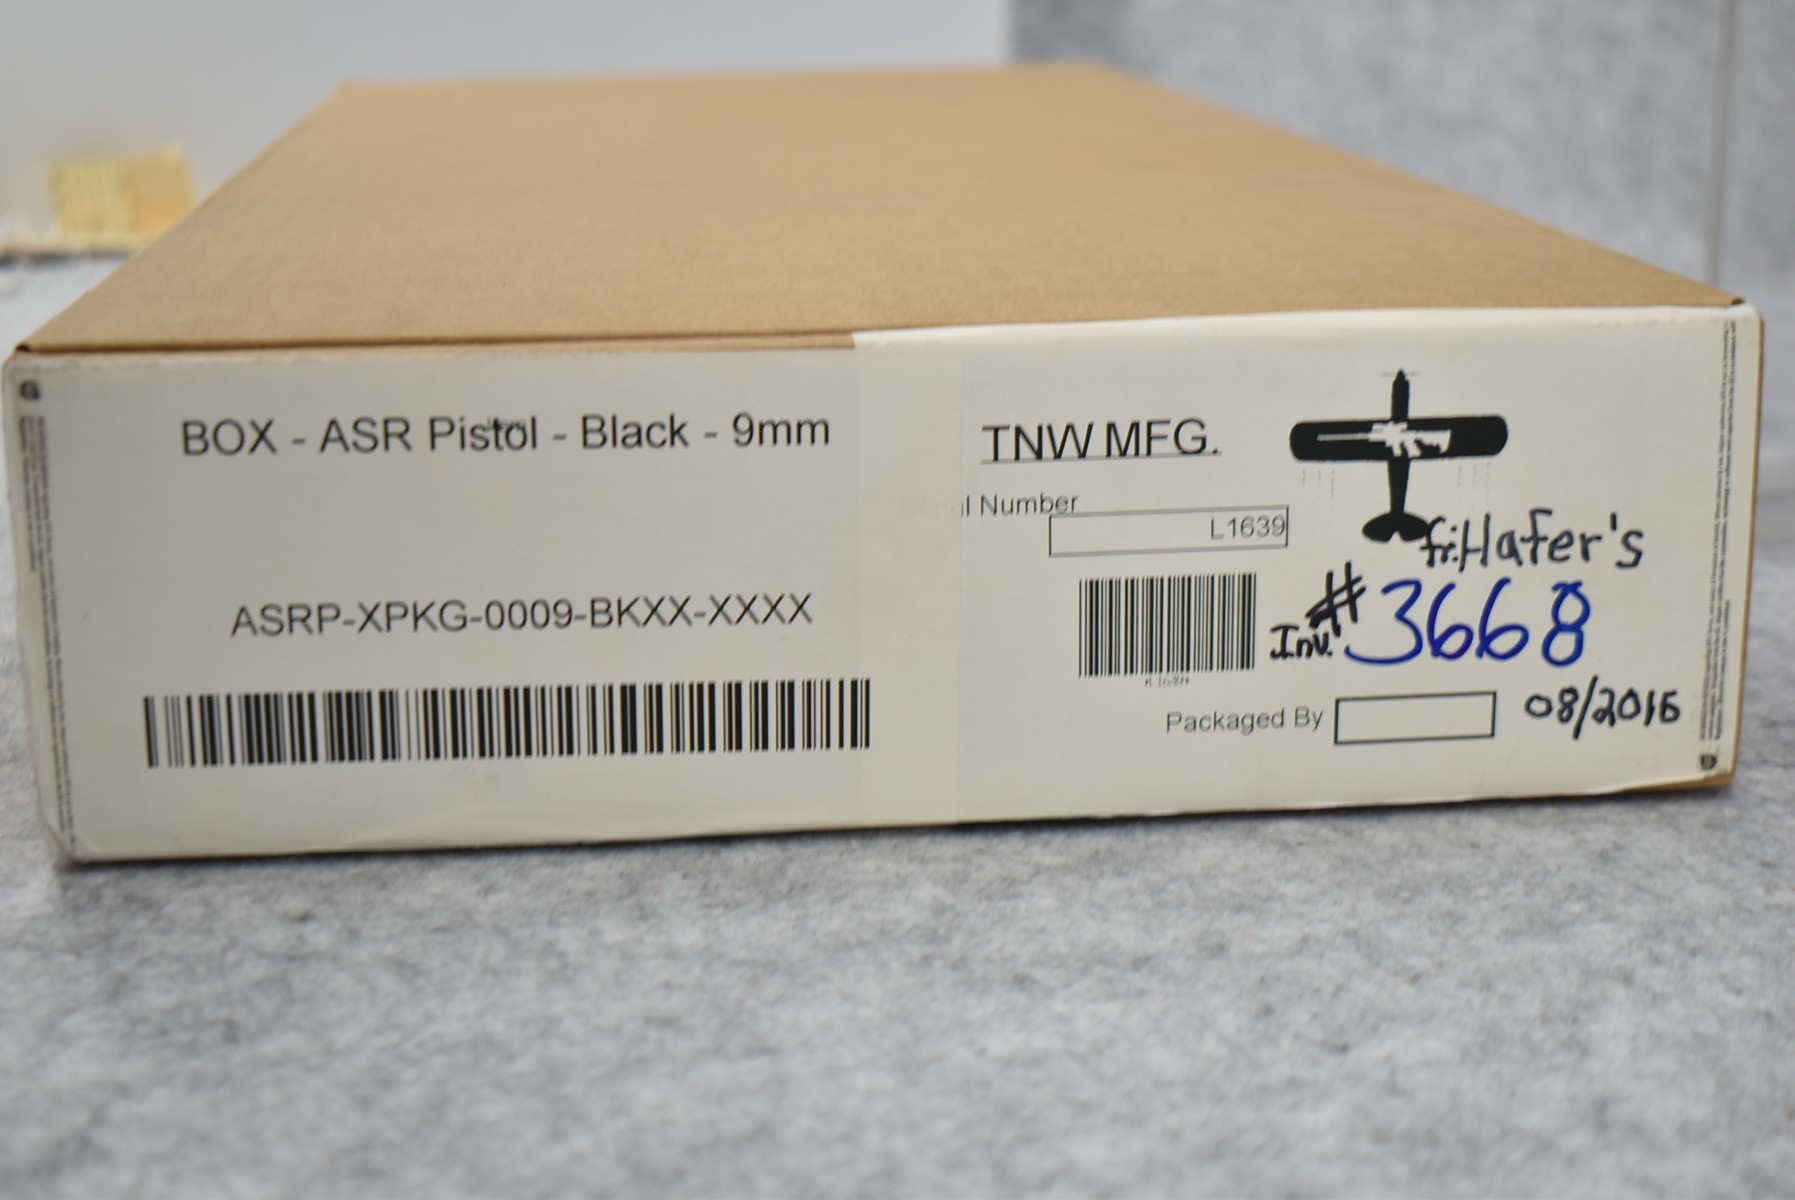 BOX - ASR Pistol - Black - 9mm
ASRP-XPKG-0009-BKXX-XXXX
TNW MFG.
l Number
L1639
fr: Hafer's
Inv. # 3668
Packaged By
08/2016